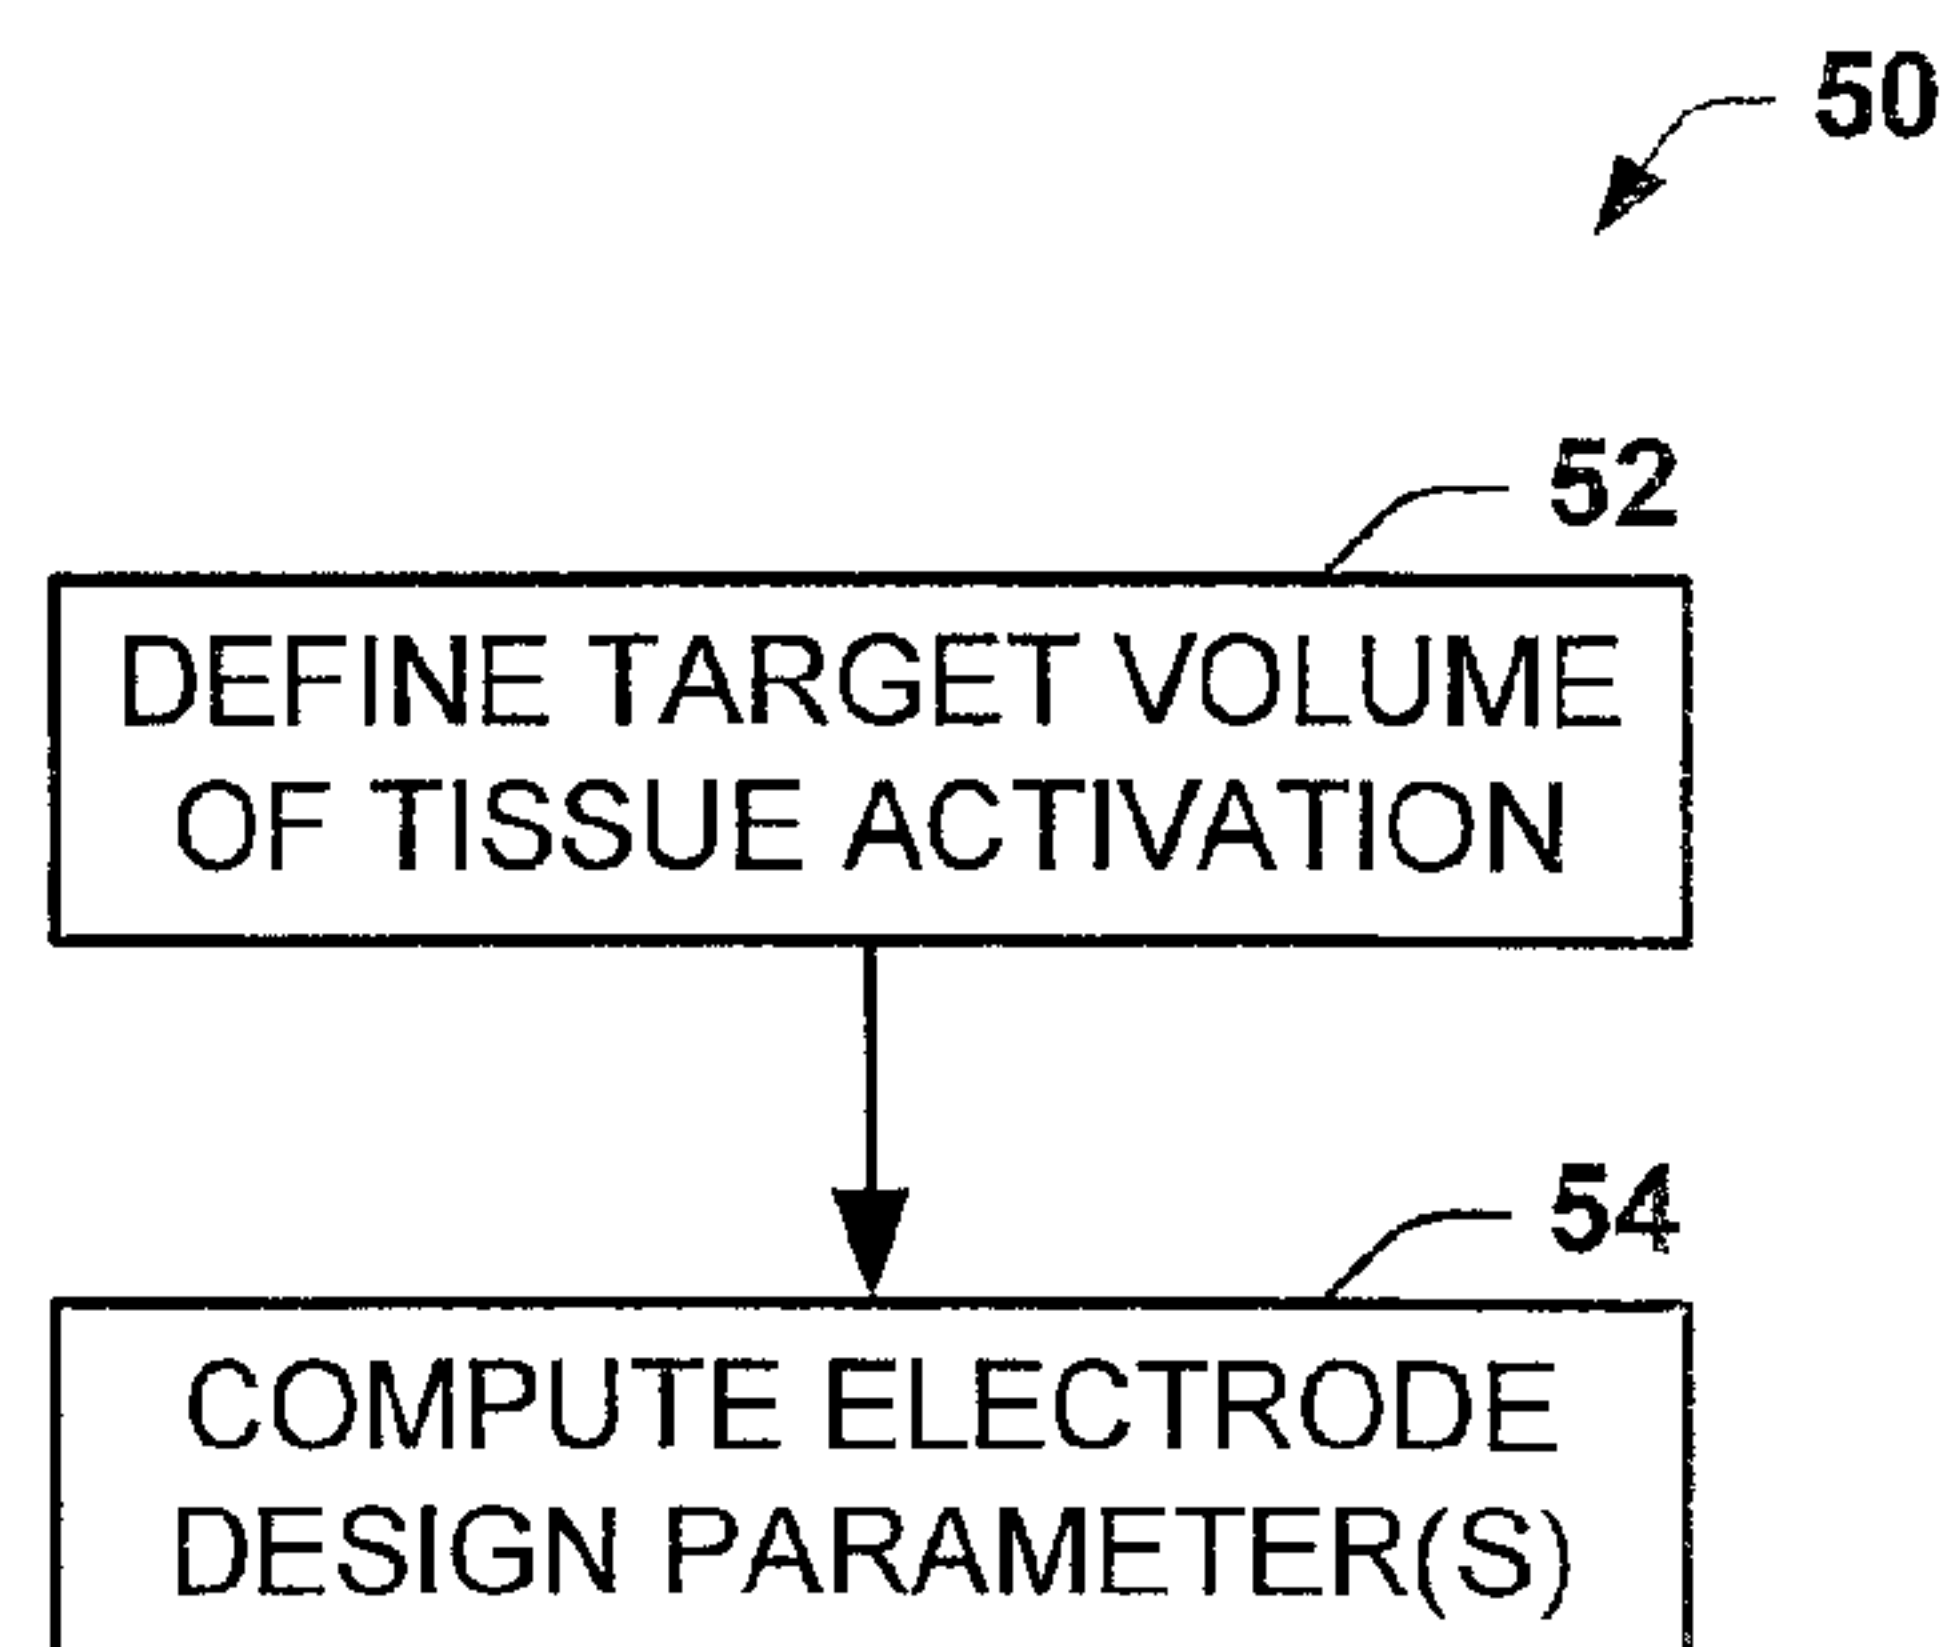 50
52
DEFINE TARGET VOLUME
OF TISSUE ACTIVATION
54
COMPUTE ELECTRODE
DESIGN PARAMETER(S)